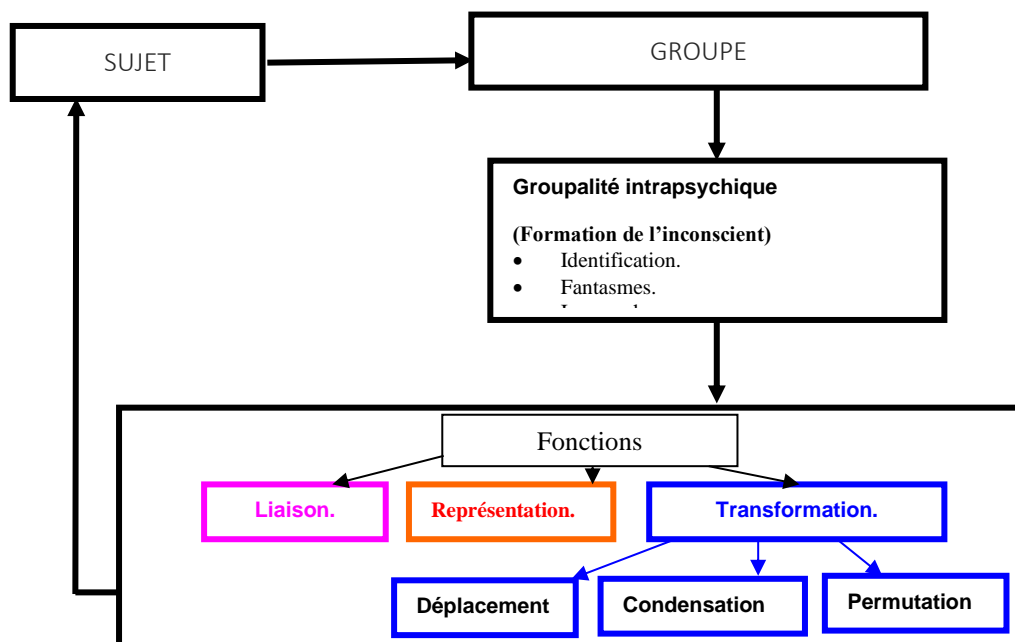 SUJET
GROUPE
Groupalité intrapsychique
(Formation de l’inconscient)
• Identification.
• Fantasmes.
Fonctions
Liaison.
Représentation.
Transformation.
Déplacement
Condensation
Permutation